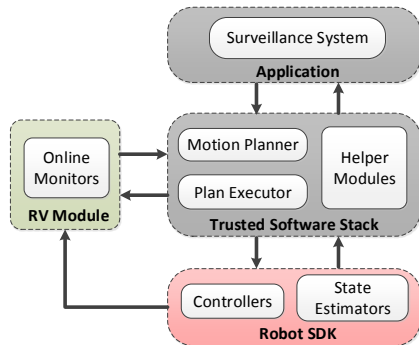 Surveillance System
Application
Online
Monitors
RV Module
Motion Planner
Plan Executor
Helper
Modules
Trusted Software Stack
Controllers
State
Estimators
Robot SDK